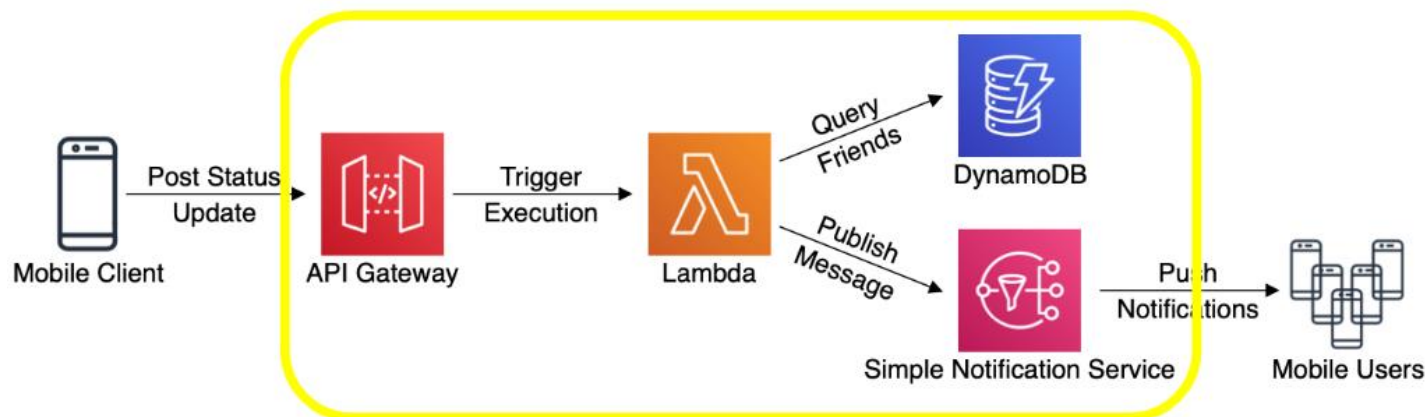 Post Status
Update
Mobile Client
</>
API Gateway
Trigger
Execution
Lambda
Query
Friends
DynamoDB
Publish
Message
Simple Notification Service
Push
Notifications
Mobile Users